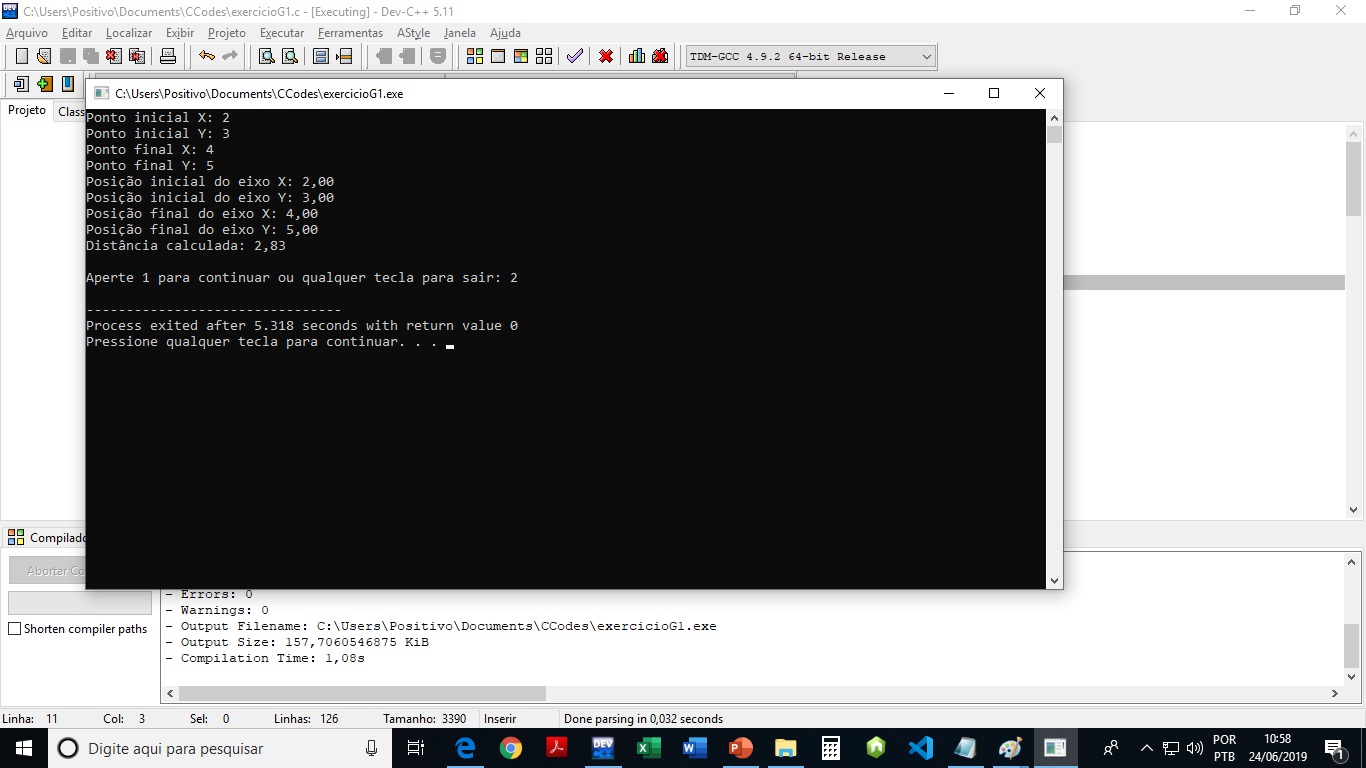 C:\Users\Positivo\Documents\CCodes\exercicioG1.c - [Executing] - Dev-C++ 5.11
Arquivo Editar Localizar Exibir Projeto Executar Ferramentas AStyle Janela Ajuda
TDM-GCC 4.9.2 64-bit Release
Projeto Class
C:\Users\Positivo\Documents\CCodes\exercicioG1.exe
Ponto inicial X: 2
Ponto inicial Y: 3
Ponto final X: 4
Ponto final Y: 5
Posição inicial do eixo X: 2,00
Posição inicial do eixo Y: 3,00
Posição final do eixo X: 4,00
Posição final do eixo Y: 5,00
Distância calculada: 2,83
Aperte 1 para continuar ou qualquer tecla para sair: 2
--------------------------------
Process exited after 5.318 seconds with return value 0
Pressione qualquer tecla para continuar. . .
Compilado
Abortar Co
- Errors: 0
- Warnings: 0
- Output Filename: C:\Users\Positivo\Documents\CCodes\exercicioG1.exe
- Output Size: 157,7060546875 KiB
- Compilation Time: 1,08s
Shorten compiler paths
Linha: 11 Col: 3 Sel: 0 Linhas: 126 Tamanho: 3390 Inserir Done parsing in 0,032 seconds
Digite aqui para pesquisar
DEV
POR
PTB
10:58
24/06/2019
1